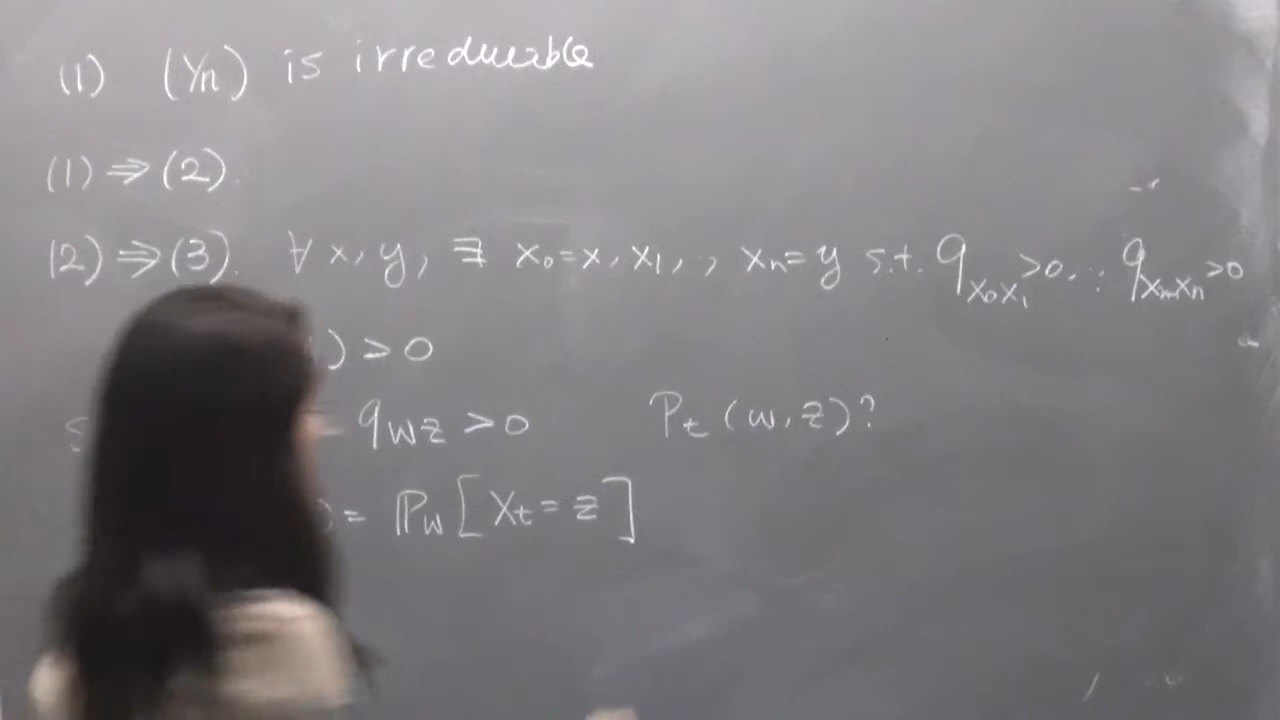 (1) (Yn) is irreducible
(1) ⇒ (2).
(2) ⇒ (3). ∀ x, y, ∃ x₀=x, x₁, , xₙ=y s.t. q_{x₀x₁}>0 .. q_{xₙ₋₁xₙ}>0
) > 0
q_{wz} > 0 P_t (w, z)?
) = ℙ_w [X_t = z]